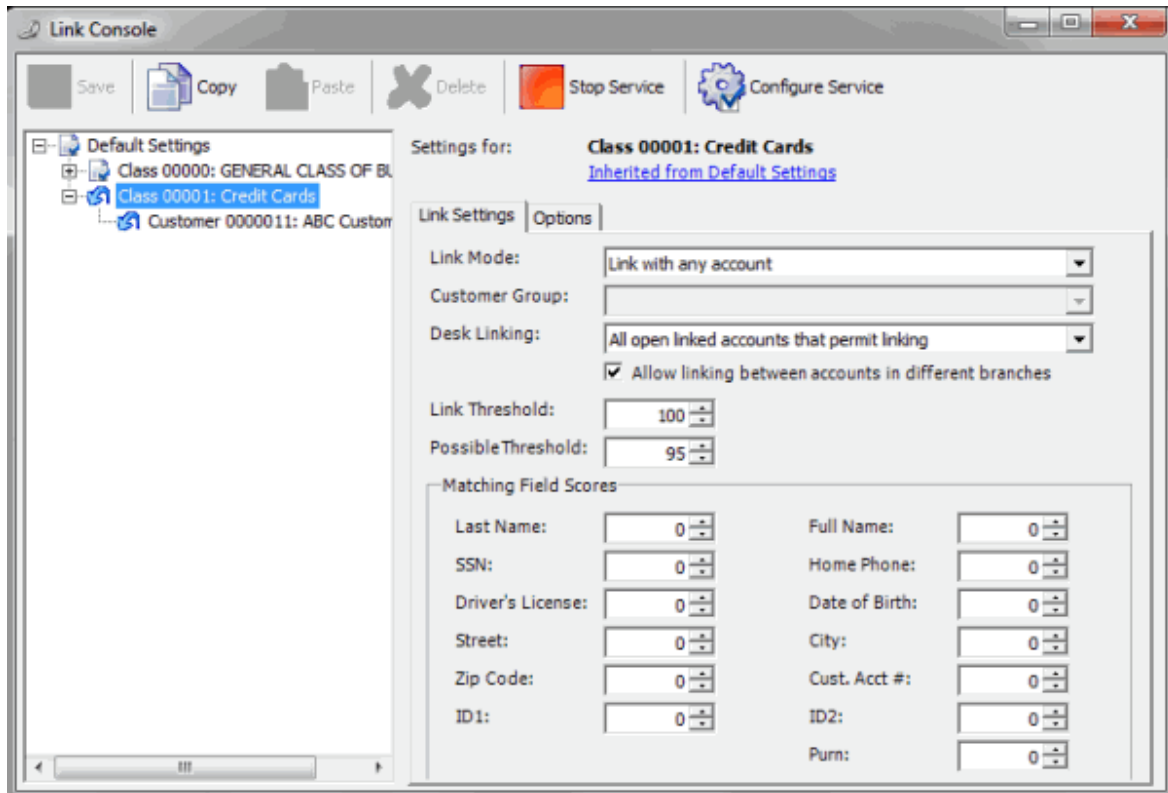 Link Console
Save Copy Paste Delete Stop Service Configure Service
Default Settings
Class 00000: GENERAL CLASS OF BU
Class 00001: Credit Cards
Customer 0000011: ABC Custom
Settings for: Class 00001: Credit Cards
Inherited from Default Settings
Link Settings Options
Link Mode: Link with any account
Customer Group:
Desk Linking: All open linked accounts that permit linking
Allow linking between accounts in different branches
Link Threshold: 100
Possible Threshold: 95
Matching Field Scores
Last Name: 0 Full Name: 0
SSN: 0 Home Phone: 0
Driver's License: 0 Date of Birth: 0
Street: 0 City: 0
Zip Code: 0 Cust. Acct #: 0
ID1: 0 ID2: 0
Purn: 0